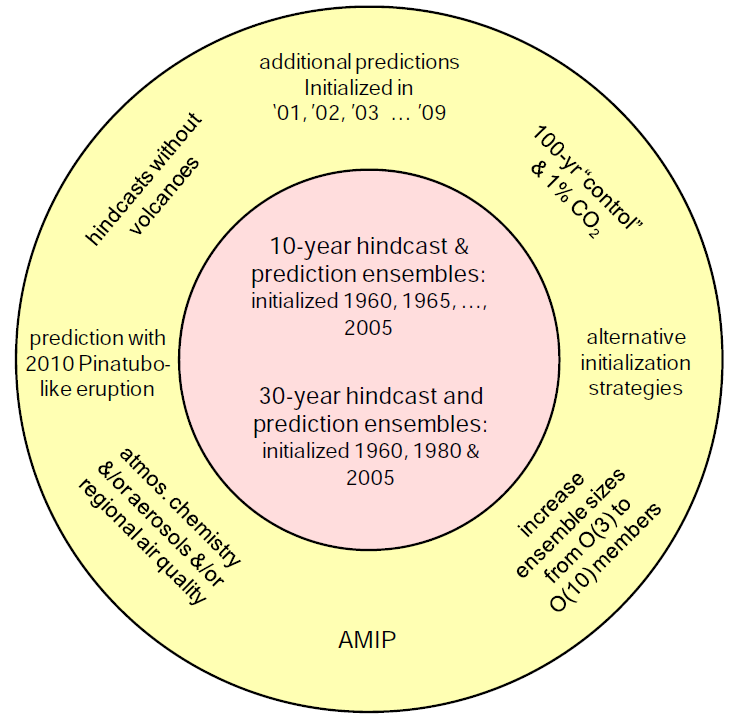 additional predictions
Initialized in
‘01, ’02, ’03 … ’09
hindcasts without
volcanoes
100-yr “control”
& 1% CO₂
10-year hindcast &
prediction ensembles:
initialized 1960, 1965, …,
2005
prediction with
2010 Pinatubo-
like eruption
alternative
initialization
strategies
30-year hindcast and
prediction ensembles:
initialized 1960, 1980 &
2005
atmos. chemistry
&/or aerosols &/or
regional air quality
increase
ensemble sizes
from O(3) to
O(10) members
AMIP